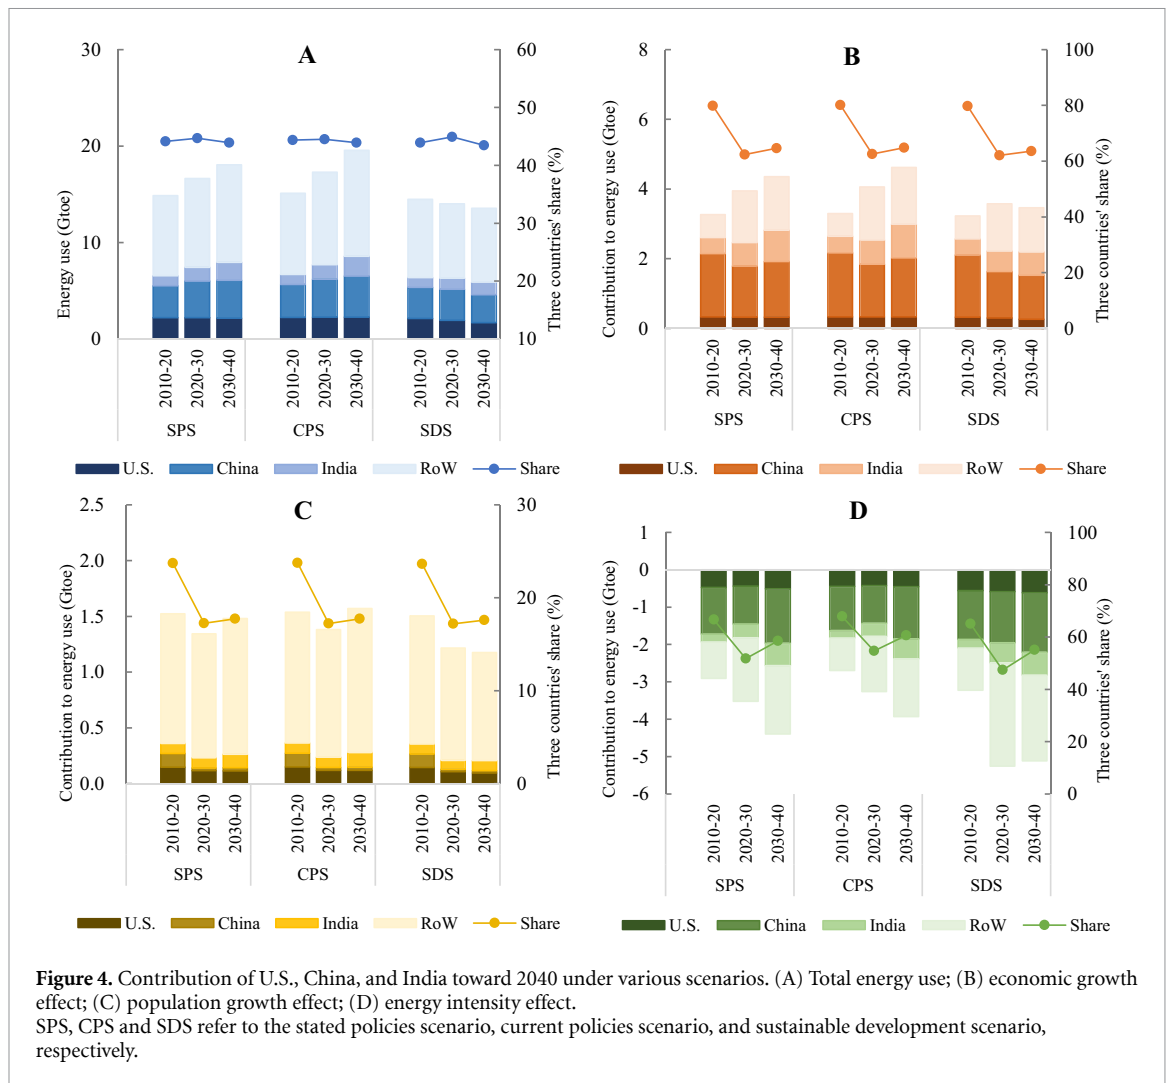 A
30
20
10
0
Energy use (Gtoe)
60
50
40
30
20
10
Three countries' share (%)
2010-20 2020-30 2030-40 2010-20 2020-30 2030-40 2010-20 2020-30 2030-40
SPS CPS SDS
U.S. China India RoW Share
B
8
6
4
2
0
Contribution to energy use (Gtoe)
100
80
60
40
20
0
Three countries' share (%)
2010-20 2020-30 2030-40 2010-20 2020-30 2030-40 2010-20 2020-30 2030-40
SPS CPS SDS
U.S. China India RoW Share
C
2.5
2.0
1.5
1.0
0.5
0.0
Contribution to energy use (Gtoe)
30
20
10
0
Three countries' share (%)
2010-20 2020-30 2030-40 2010-20 2020-30 2030-40 2010-20 2020-30 2030-40
SPS CPS SDS
U.S. China India RoW Share
D
1
0
-1
-2
-3
-4
-5
-6
Contribution to energy use (Gtoe)
100
80
60
40
20
0
Three countries' share (%)
2010-20 2020-30 2030-40 2010-20 2020-30 2030-40 2010-20 2020-30 2030-40
SPS CPS SDS
U.S. China India RoW Share
Figure 4. Contribution of U.S., China, and India toward 2040 under various scenarios. (A) Total energy use; (B) economic growth
effect; (C) population growth effect; (D) energy intensity effect.
SPS, CPS and SDS refer to the stated policies scenario, current policies scenario, and sustainable development scenario,
respectively.